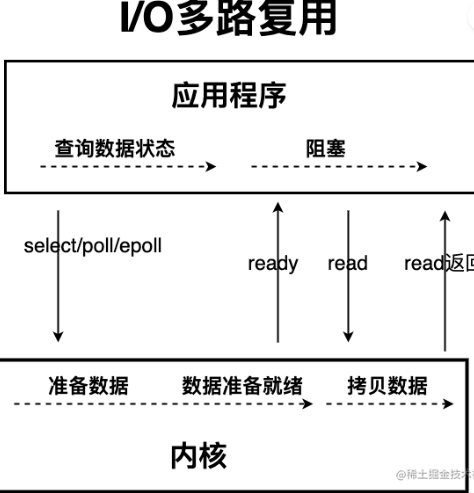 I/O多路复用
应用程序
查询数据状态
阻塞
select/poll/epoll
ready
read
read返回
准备数据
数据准备就绪
拷贝数据
内核
@稀土掘金技术